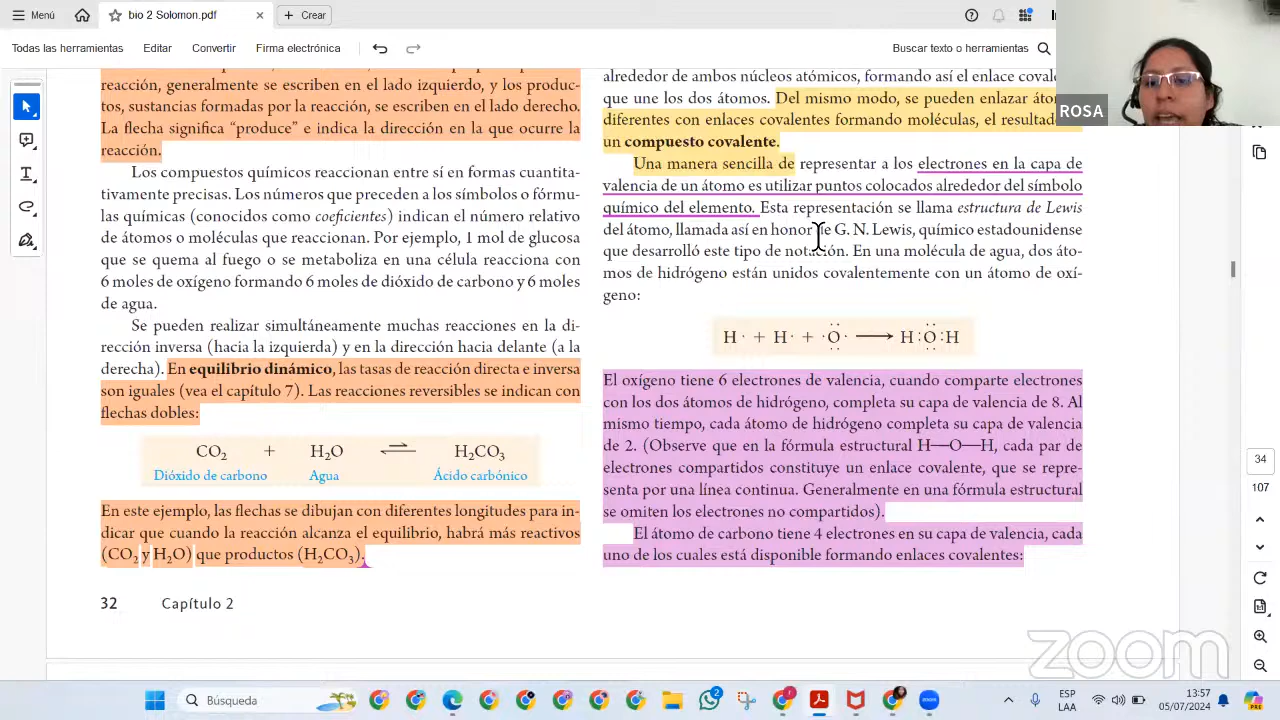 Menú
bio 2 Solomon.pdf
Crear
Todas las herramientas
Editar
Convertir
Firma electrónica
Buscar texto o herramientas
ROSA
reacción, generalmente se escriben en el lado izquierdo, y los produc-
tos, sustancias formadas por la reacción, se escriben en el lado derecho.
La flecha significa “produce” e indica la dirección en la que ocurre la
reacción.
Los compuestos químicos reaccionan entre sí en formas cuantita-
tivamente precisas. Los números que preceden a los símbolos o fórmu-
las químicas (conocidos como coeficientes) indican el número relativo
de átomos o moléculas que reaccionan. Por ejemplo, 1 mol de glucosa
que se quema al fuego o se metaboliza en una célula reacciona con
6 moles de oxígeno formando 6 moles de dióxido de carbono y 6 moles
de agua.
Se pueden realizar simultáneamente muchas reacciones en la di-
rección inversa (hacia la izquierda) y en la dirección hacia delante (a la
derecha). En equilibrio dinámico, las tasas de reacción directa e inversa
son iguales (vea el capítulo 7). Las reacciones reversibles se indican con
flechas dobles:
CO₂ + H₂O ⇌ H₂CO₃
Dióxido de carbono Agua Ácido carbónico
En este ejemplo, las flechas se dibujan con diferentes longitudes para in-
dicar que cuando la reacción alcanza el equilibrio, habrá más reactivos
(CO₂ y H₂O) que productos (H₂CO₃).
32 Capítulo 2
alrededor de ambos núcleos atómicos, formando así el enlace
que une los dos átomos. Del mismo modo, se pueden enlazar
diferentes con enlaces covalentes formando moléculas, el
un compuesto covalente.
Una manera sencilla de representar a los electrones en la capa de
valencia de un átomo es utilizar puntos colocados alrededor del símbolo
químico del elemento. Esta representación se llama estructura de Lewis
del átomo, llamada así en honor de G. N. Lewis, químico estadounidense
que desarrolló este tipo de notación. En una molécula de agua, dos áto-
mos de hidrógeno están unidos covalentemente con un átomo de oxí-
geno:
H· + H· + ·O· ⟶ H:O:H
El oxígeno tiene 6 electrones de valencia, cuando comparte electrones
con los dos átomos de hidrógeno, completa su capa de valencia de 8. Al
mismo tiempo, cada átomo de hidrógeno completa su capa de valencia
de 2. (Observe que en la fórmula estructural H—O—H, cada par de
electrones compartidos constituye un enlace covalente, que se repre-
senta por una línea continua. Generalmente en una fórmula estructural
se omiten los electrones no compartidos).
El átomo de carbono tiene 4 electrones en su capa de valencia, cada
uno de los cuales está disponible formando enlaces covalentes:
34
107
zoom
Búsqueda
2
1
ESP
LAA
13:57
05/07/2024